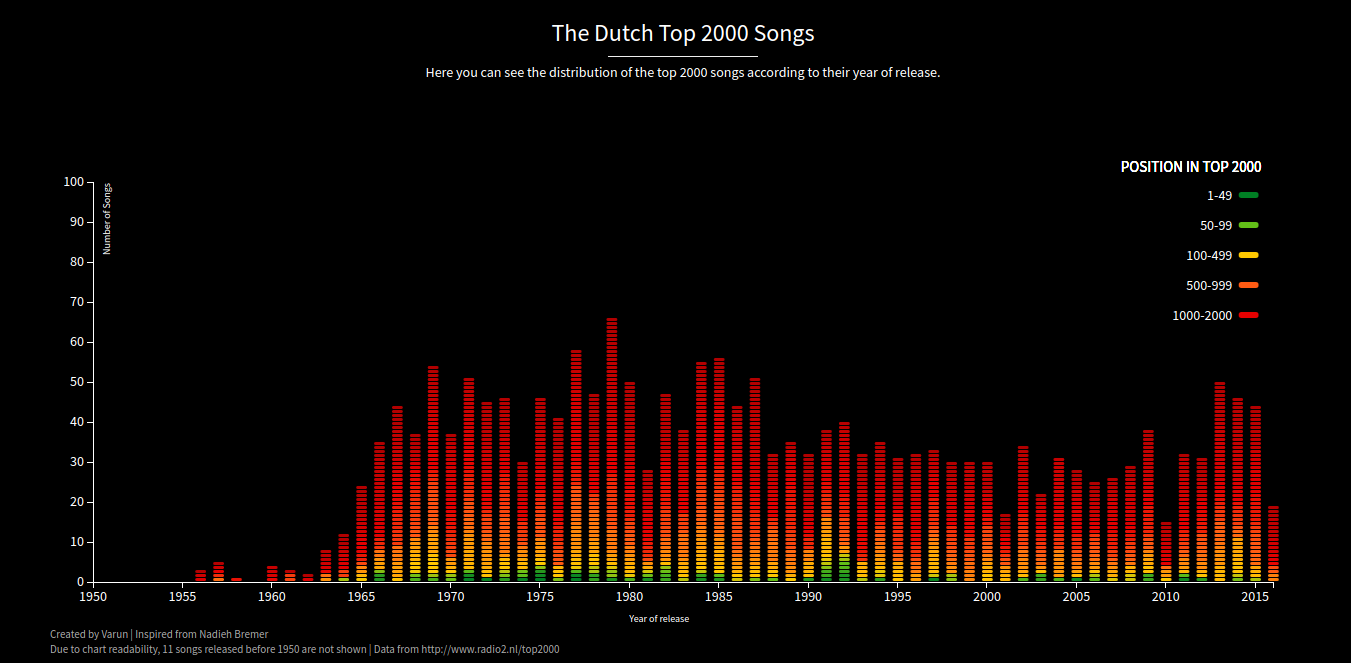 The Dutch Top 2000 Songs
Here you can see the distribution of the top 2000 songs according to their year of release.
POSITION IN TOP 2000
1-49
50-99
100-499
500-999
1000-2000
Number of Songs
100
90
80
70
60
50
40
30
20
10
0
1950 1955 1960 1965 1970 1975 1980 1985 1990 1995 2000 2005 2010 2015
Year of release
Created by Varun | Inspired from Nadieh Bremer
Due to chart readability, 11 songs released before 1950 are not shown | Data from http://www.radio2.nl/top2000